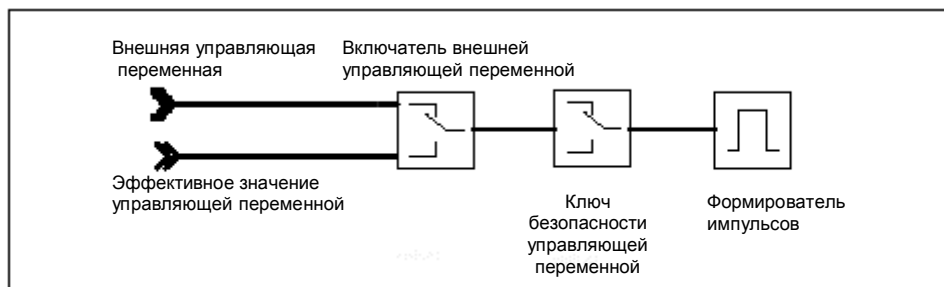 Внешняя управляющая
переменная
Включатель внешней
управляющей переменной
Эффективное значение
управляющей переменной
Ключ
безопасности
управляющей
переменной
Формирователь
импульсов